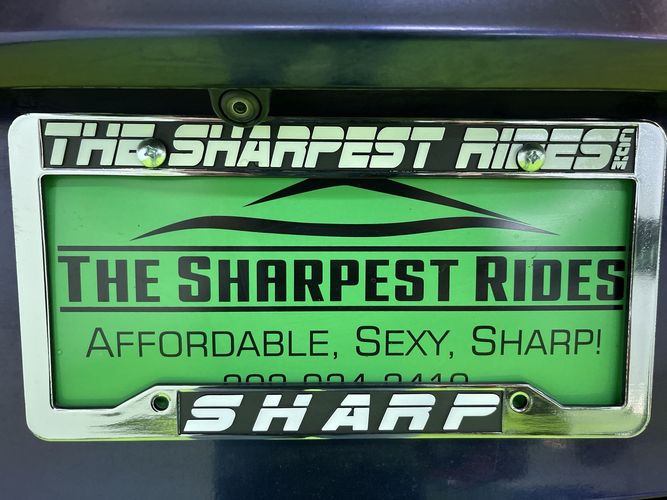 THE SHARPEST RIDES.COM
THE SHARPEST RIDES
AFFORDABLE, SEXY, SHARP!
SHARP